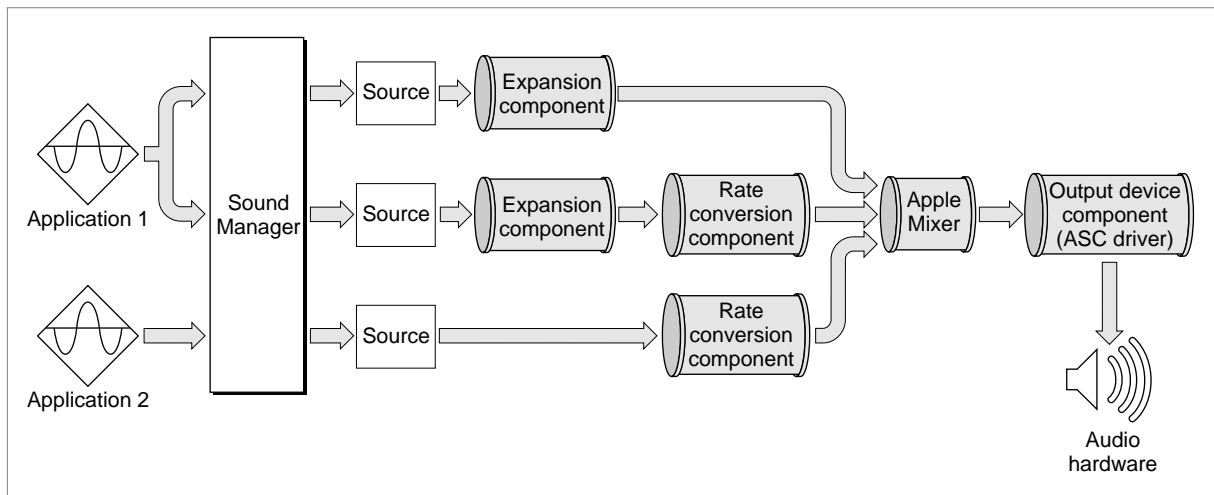 Source
Expansion
component
Application 1
Sound
Manager
Source
Expansion
component
Rate
conversion
component
Apple
Mixer
Output device
component
(ASC driver)
Application 2
Source
Rate
conversion
component
Audio
hardware